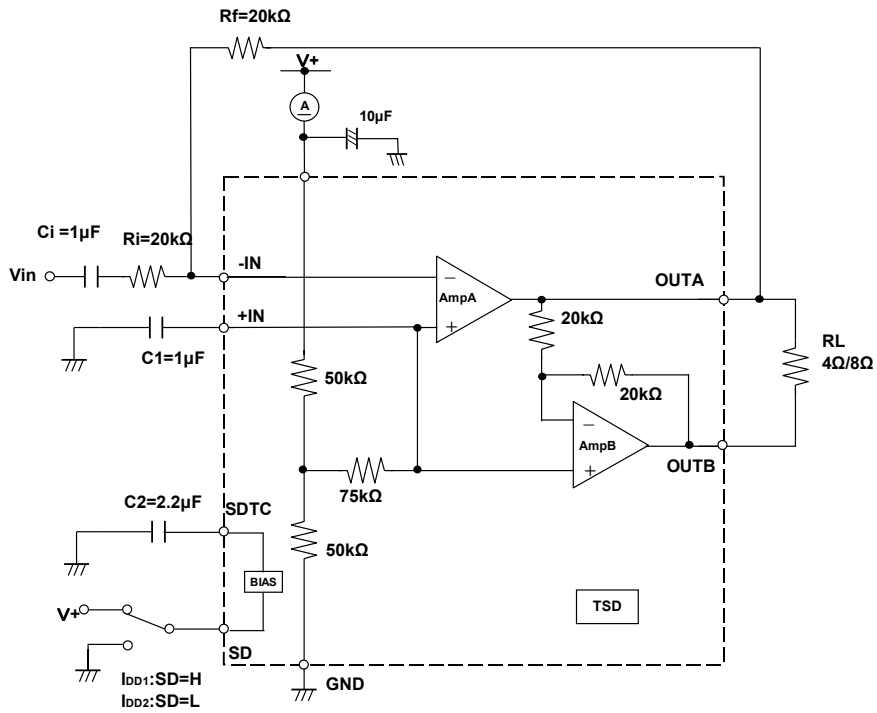 Rf=20kΩ
V+
A
10µF
Ci =1µF
Ri=20kΩ
Vin
-IN
AmpA
OUTA
+IN
C1=1µF
20kΩ
RL
4Ω/8Ω
50kΩ
20kΩ
AmpB
OUTB
75kΩ
C2=2.2µF
SDTC
50kΩ
BIAS
TSD
V+
SD
GND
IDD1:SD=H
IDD2:SD=L